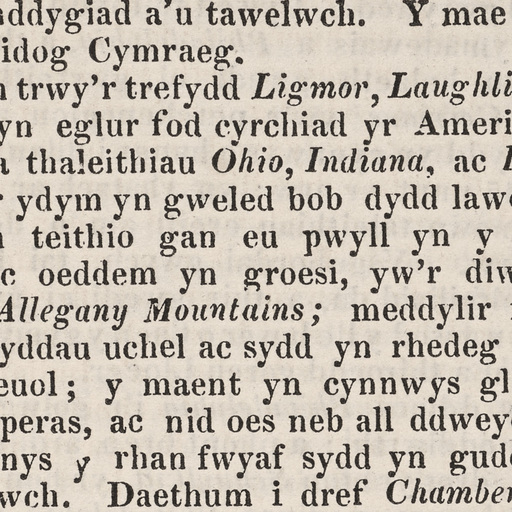 ddygiad a'u tawelwch. Y mae
idog Cymraeg.
trwy'r trefydd Ligmor, Laughli
yn eglur fod cyrchiad yr Ameri
thaleithiau Ohio, Indiana, ac
ydym yn gweled bob dydd law
teithio gan eu pwyll yn y
c oeddem yn groesi, yw'r diw
Allegany Mountains; meddylir
yddau uchel ac sydd yn rhedeg
euol; y maent yn cynnwys gl
peras, ac nid oes neb all ddwey
nys y rhan fwyaf sydd yn gud
wch. Daethum i dref Chamber